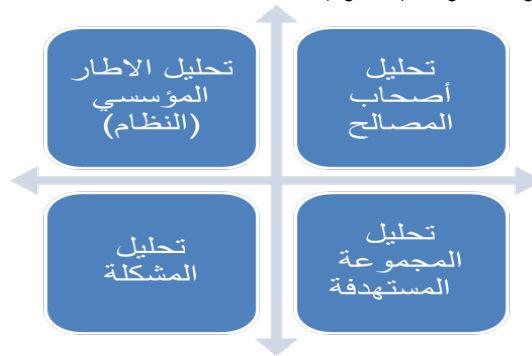 تحليل
أصحاب
المصالح
تحليل الاطار
المؤسسي
(النظام)
تحليل
المجموعة
المستهدفة
تحليل
المشكلة